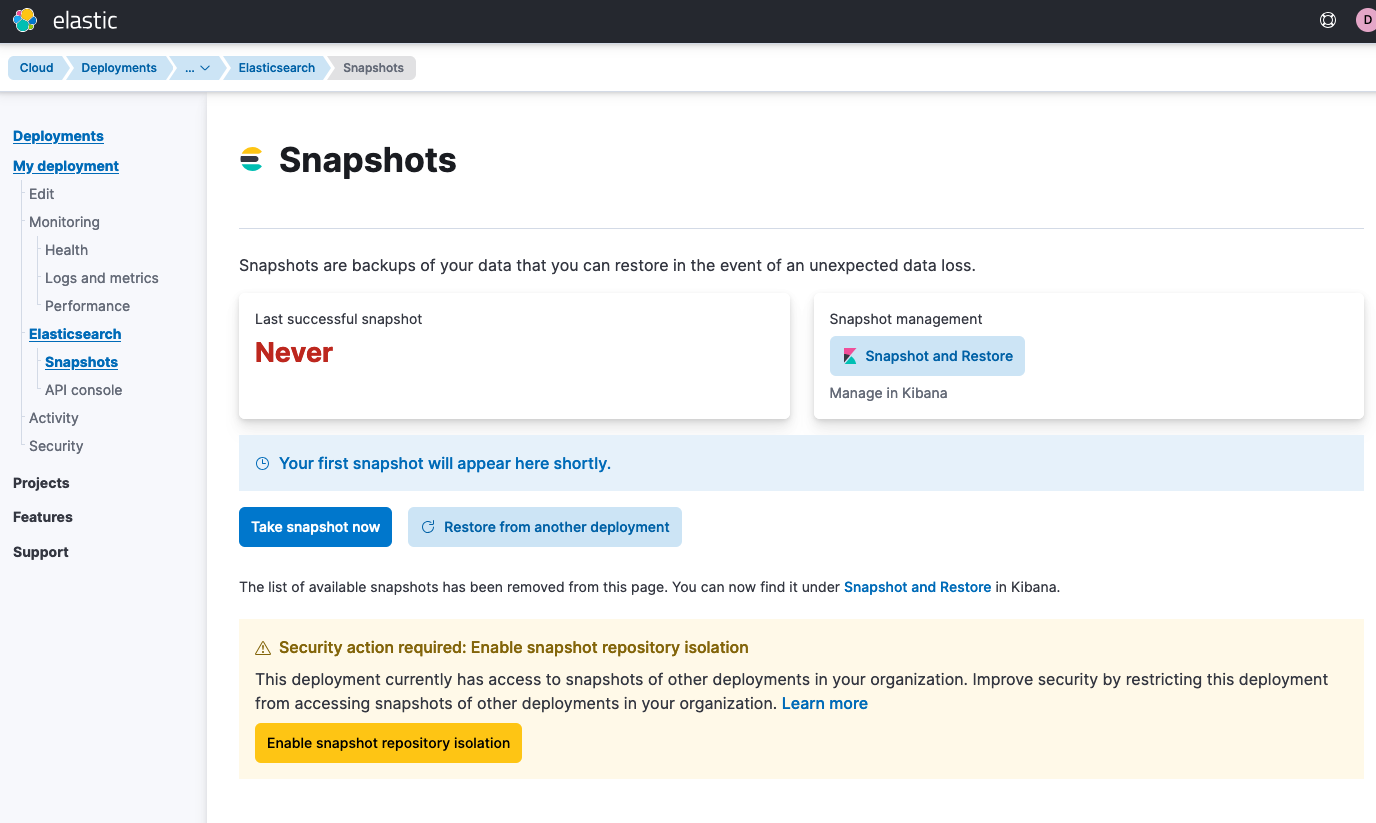 elastic
D
Cloud
Deployments
...
Elasticsearch
Snapshots
Deployments
My deployment
Edit
Monitoring
Health
Logs and metrics
Performance
Elasticsearch
Snapshots
API console
Activity
Security
Projects
Features
Support
Snapshots
Snapshots are backups of your data that you can restore in the event of an unexpected data loss.
Last successful snapshot
Never
Snapshot management
Snapshot and Restore
Manage in Kibana
Your first snapshot will appear here shortly.
Take snapshot now
Restore from another deployment
The list of available snapshots has been removed from this page. You can now find it under Snapshot and Restore in Kibana.
Security action required: Enable snapshot repository isolation
This deployment currently has access to snapshots of other deployments in your organization. Improve security by restricting this deployment
from accessing snapshots of other deployments in your organization. Learn more
Enable snapshot repository isolation